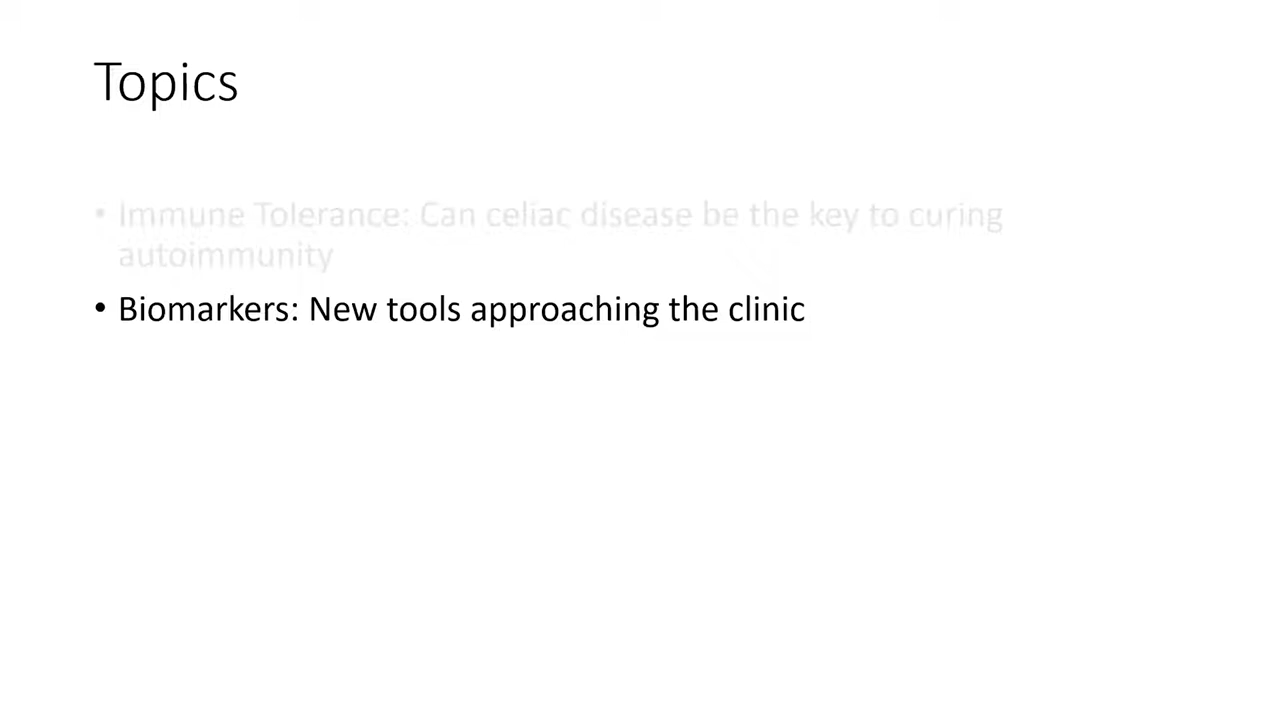 Topics
• Immune Tolerance: Can celiac disease be the key to curing
autoimmunity
• Biomarkers: New tools approaching the clinic